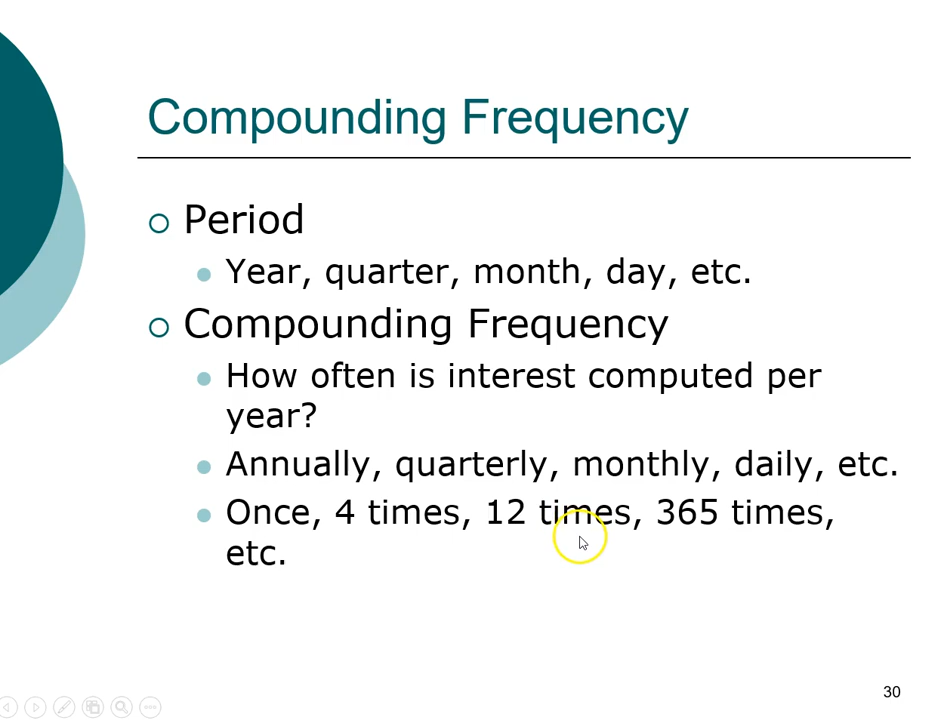 Compounding Frequency
Period
Year, quarter, month, day, etc.
Compounding Frequency
How often is interest computed per
year?
Annually, quarterly, monthly, daily, etc.
Once, 4 times, 12 times, 365 times,
etc.
30